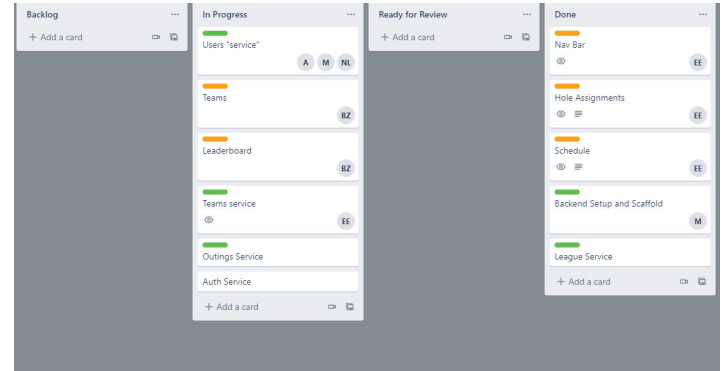 Backlog
+ Add a card
In Progress
Users "service"
A M NL
Teams
BZ
Leaderboard
BZ
Teams service
EE
Outings Service
Auth Service
+ Add a card
Ready for Review
+ Add a card
Done
Nav Bar
EE
Hole Assignments
EE
Schedule
EE
Backend Setup and Scaffold
M
League Service
+ Add a card